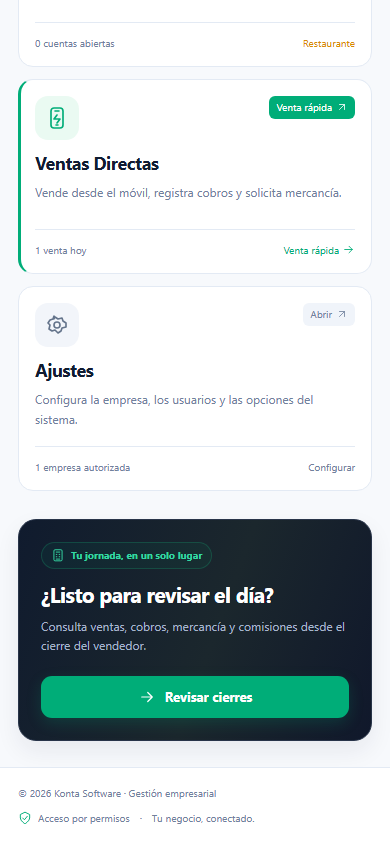 0 cuentas abiertas
Restaurante
Venta rápida
Ventas Directas
Vende desde el móvil, registra cobros y solicita mercancía.
1 venta hoy
Venta rápida →
Abrir
Ajustes
Configura la empresa, los usuarios y las opciones del
sistema.
1 empresa autorizada
Configurar
Tu jornada, en un solo lugar
¿Listo para revisar el día?
Consulta ventas, cobros, mercancía y comisiones desde el
cierre del vendedor.
→ Revisar cierres
© 2026 Konta Software · Gestión empresarial
Acceso por permisos · Tu negocio, conectado.